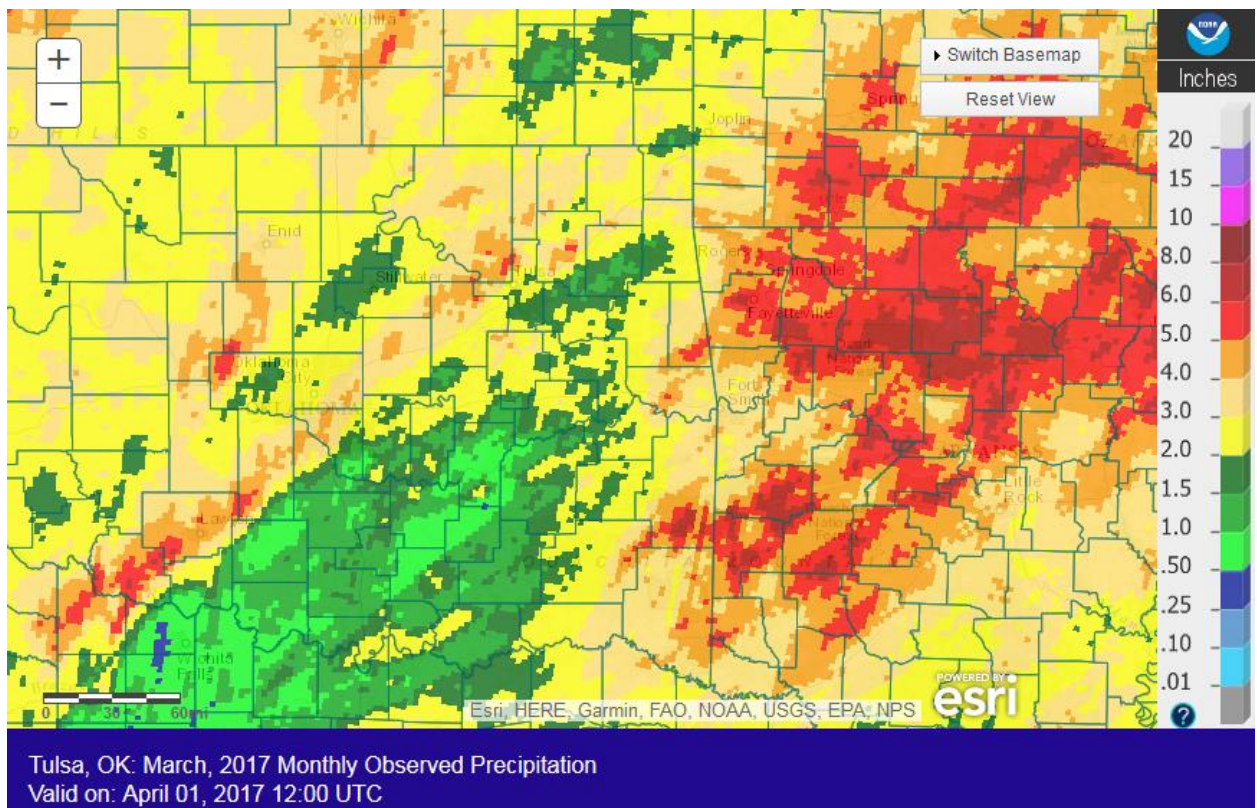 Wichita
+
−
Switch Basemap
Reset View
Inches
20
15
10
8.0
6.0
5.0
4.0
3.0
2.0
1.5
1.0
.50
.25
.10
.01
?
D HILLS
Joplin
Spring
OZAR
Enid
Stillwater
Tulsa
Rogers
Springdale
Fayetteville
Oklahoma
City
Fort
Smith
Little
Rock
Wichita
Falls
0 30 60mi
POWERED BY
esri
Esri, HERE, Garmin, FAO, NOAA, USGS, EPA, NPS
Tulsa, OK: March, 2017 Monthly Observed Precipitation
Valid on: April 01, 2017 12:00 UTC